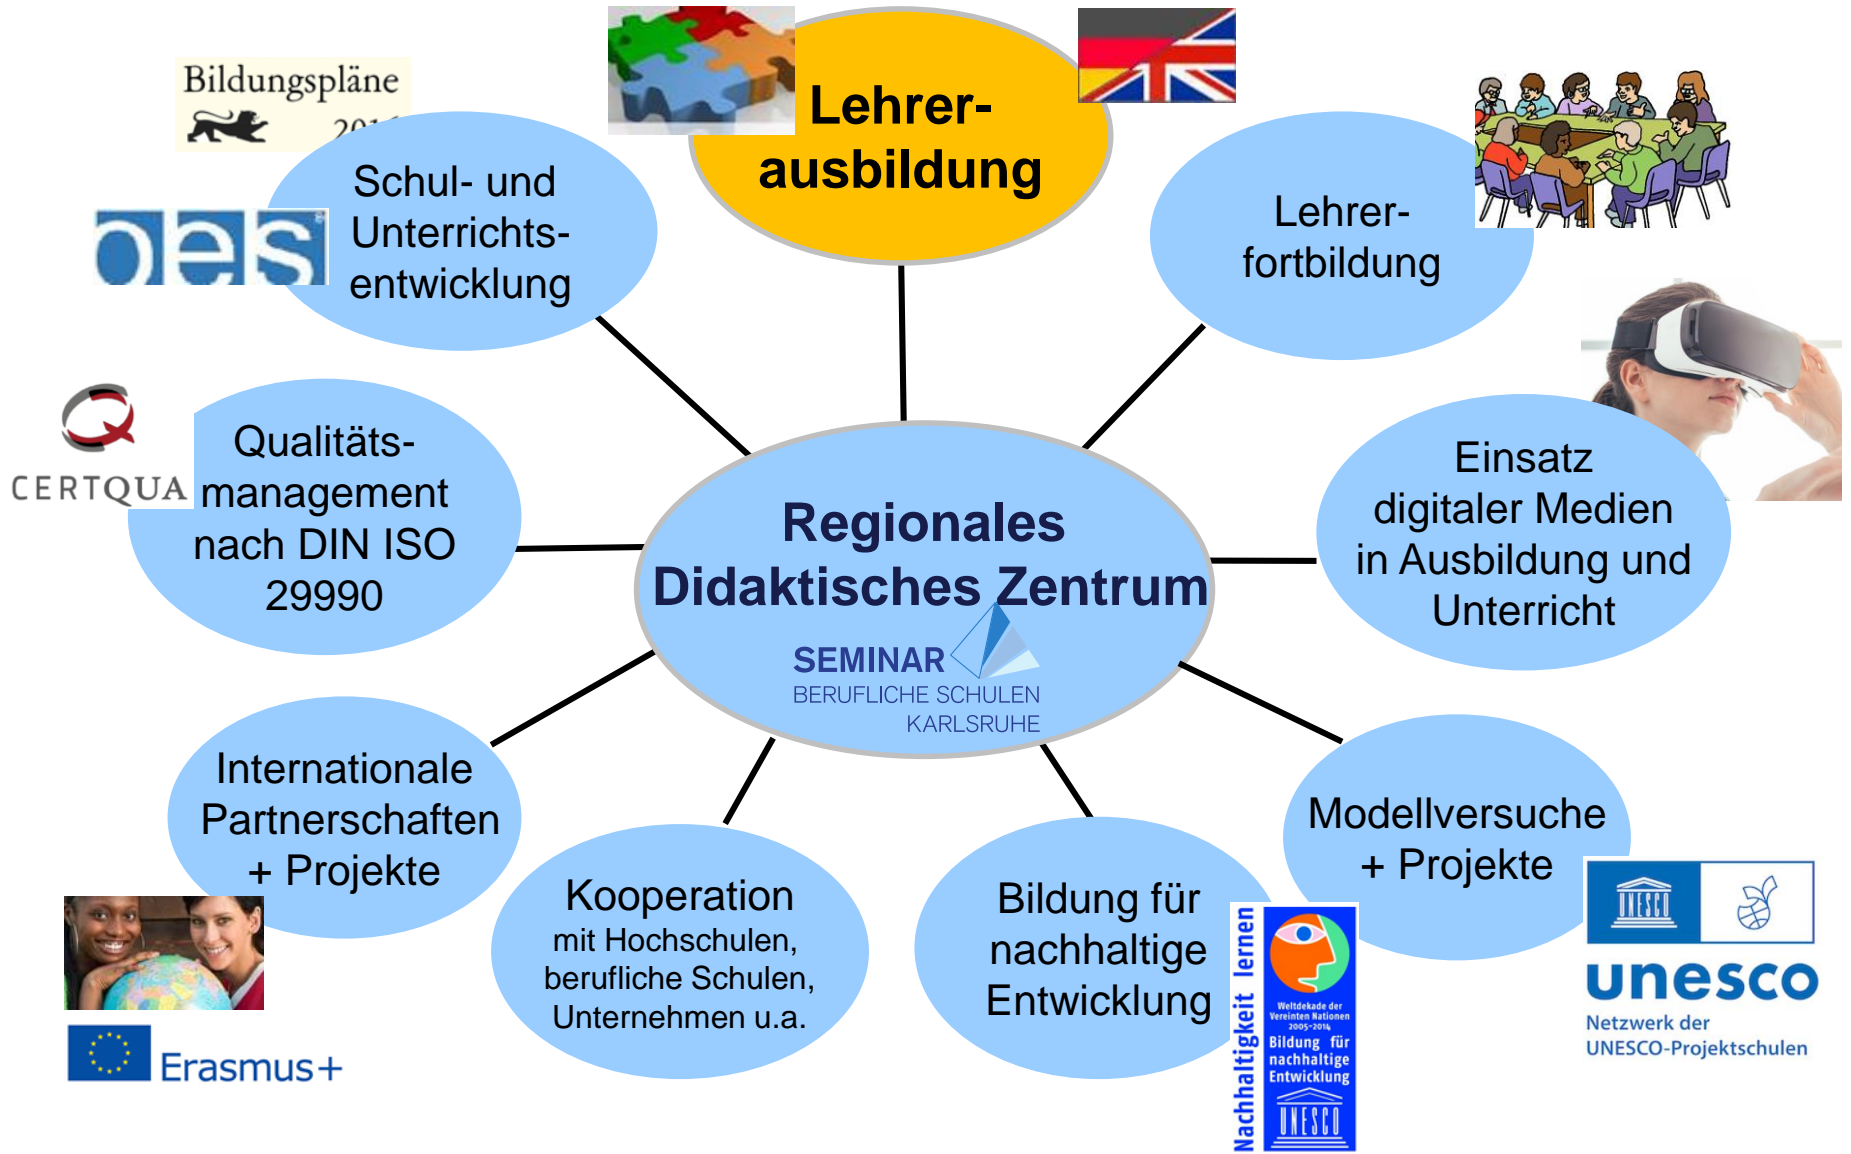 Bildungspläne
Lehrer-
ausbildung
Schul- und
Unterrichts-
entwicklung
oes
®
Lehrer-
fortbildung
Qualitäts-
management
nach DIN ISO
29990
CERTQUA
Einsatz
digitaler Medien
in Ausbildung und
Unterricht
Regionales
Didaktisches Zentrum
SEMINAR
BERUFLICHE SCHULEN
KARLSRUHE
Internationale
Partnerschaften
+ Projekte
Erasmus+
Kooperation
mit Hochschulen,
berufliche Schulen,
Unternehmen u.a.
Bildung für
nachhaltige
Entwicklung
Nachhaltigkeit lernen
Weltdekade der
Vereinten Nationen
2005-2014
Bildung für
nachhaltige
Entwicklung
UNESCO
Modellversuche
+ Projekte
UNESCO
unesco
Netzwerk der
UNESCO-Projektschulen